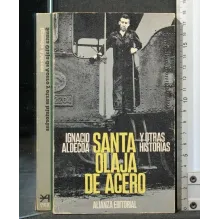 IGNACIO
ALDECOA
SANTA
OLAJA
DE ACERO
Y OTRAS
HISTORIAS
ALIANZA EDITORIAL